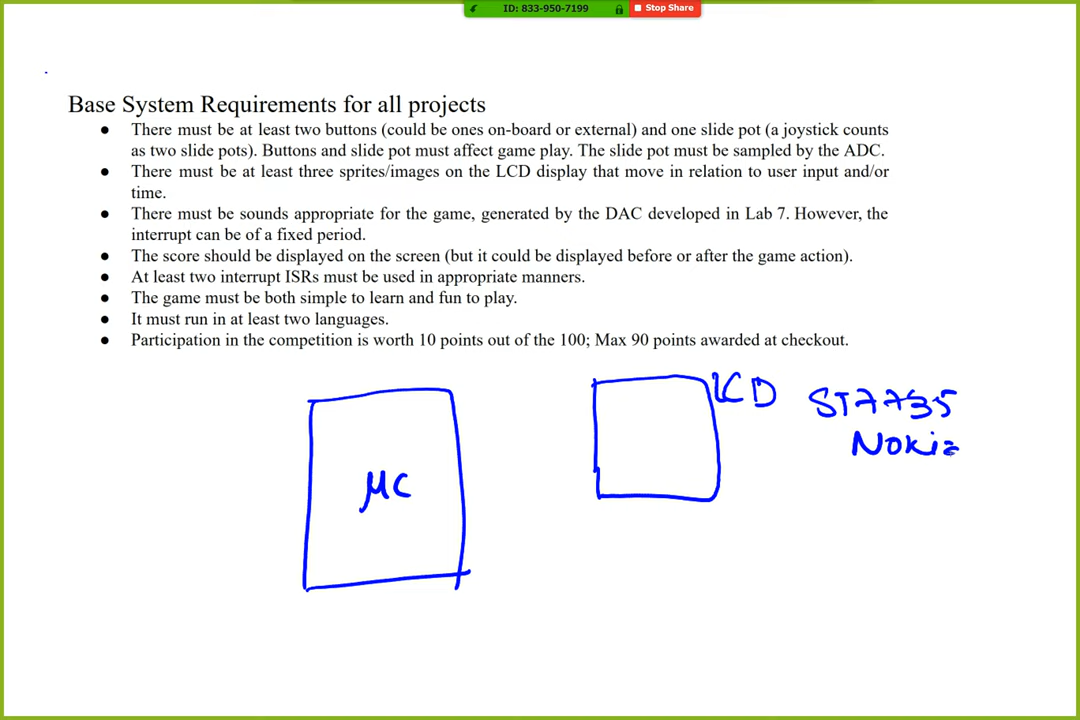 ID: 833-950-7199 Stop Share
Base System Requirements for all projects
● There must be at least two buttons (could be ones on-board or external) and one slide pot (a joystick counts
as two slide pots). Buttons and slide pot must affect game play. The slide pot must be sampled by the ADC.
● There must be at least three sprites/images on the LCD display that move in relation to user input and/or
time.
● There must be sounds appropriate for the game, generated by the DAC developed in Lab 7. However, the
interrupt can be of a fixed period.
● The score should be displayed on the screen (but it could be displayed before or after the game action).
● At least two interrupt ISRs must be used in appropriate manners.
● The game must be both simple to learn and fun to play.
● It must run in at least two languages.
● Participation in the competition is worth 10 points out of the 100; Max 90 points awarded at checkout.
LCD ST7735
Nokia
μC